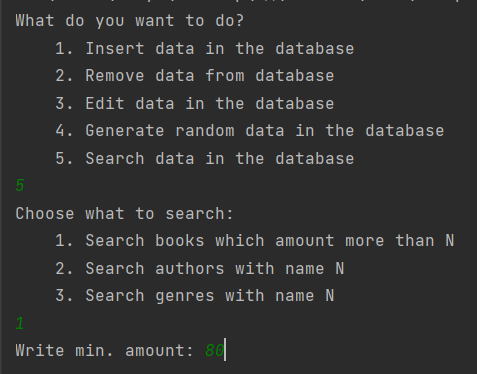 What do you want to do?
1. Insert data in the database
2. Remove data from database
3. Edit data in the database
4. Generate random data in the database
5. Search data in the database
5
Choose what to search:
1. Search books which amount more than N
2. Search authors with name N
3. Search genres with name N
1
Write min. amount: 80